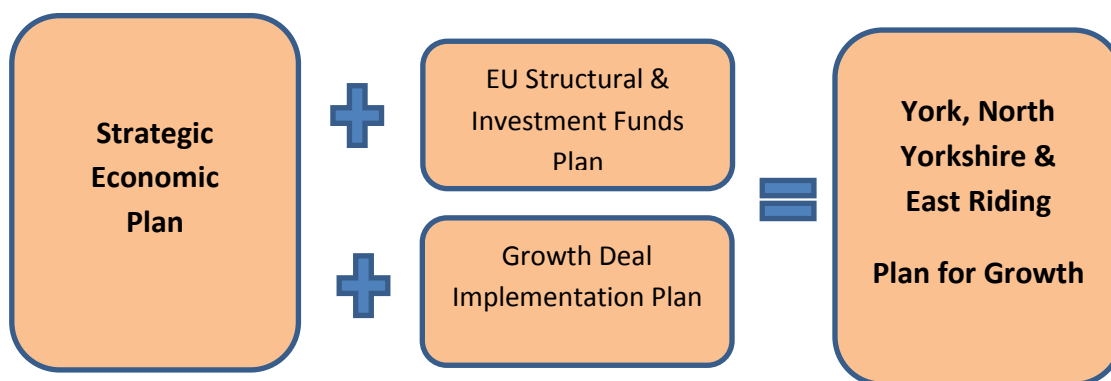 Strategic
Economic
Plan
EU Structural &
Investment Funds
Plan
Growth Deal
Implementation Plan
York, North
Yorkshire &
East Riding
Plan for Growth